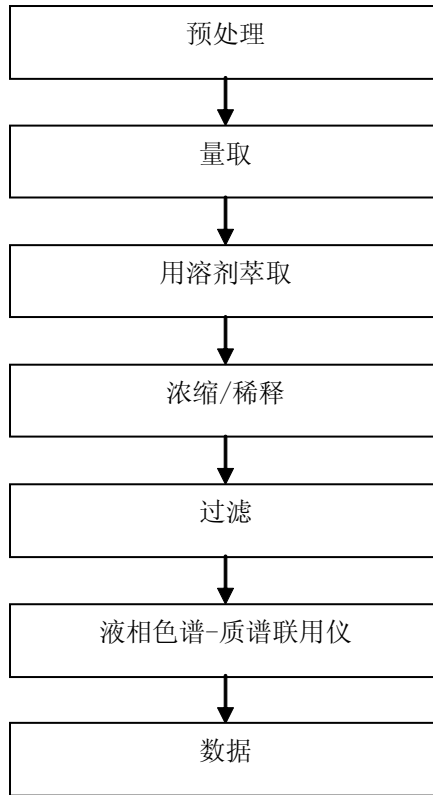 预处理
量取
用溶剂萃取
浓缩/稀释
过滤
液相色谱-质谱联用仪
数据